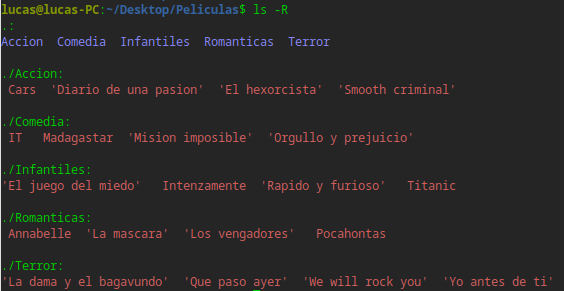 lucas@lucas-PC:~/Desktop/Peliculas$ ls -R
.:
Accion  Comedia  Infantiles  Romanticas  Terror
./Accion:
Cars  'Diario de una pasion'  'El hexorcista'  'Smooth criminal'
./Comedia:
IT   Madagastar  'Mision imposible'  'Orgullo y prejuicio'
./Infantiles:
'El juego del miedo'   Intenzamente  'Rapido y furioso'   Titanic
./Romanticas:
Annabelle  'La mascara'  'Los vengadores'   Pocahontas
./Terror:
'La dama y el bagavundo'  'Que paso ayer'  'We will rock you'  'Yo antes de ti'